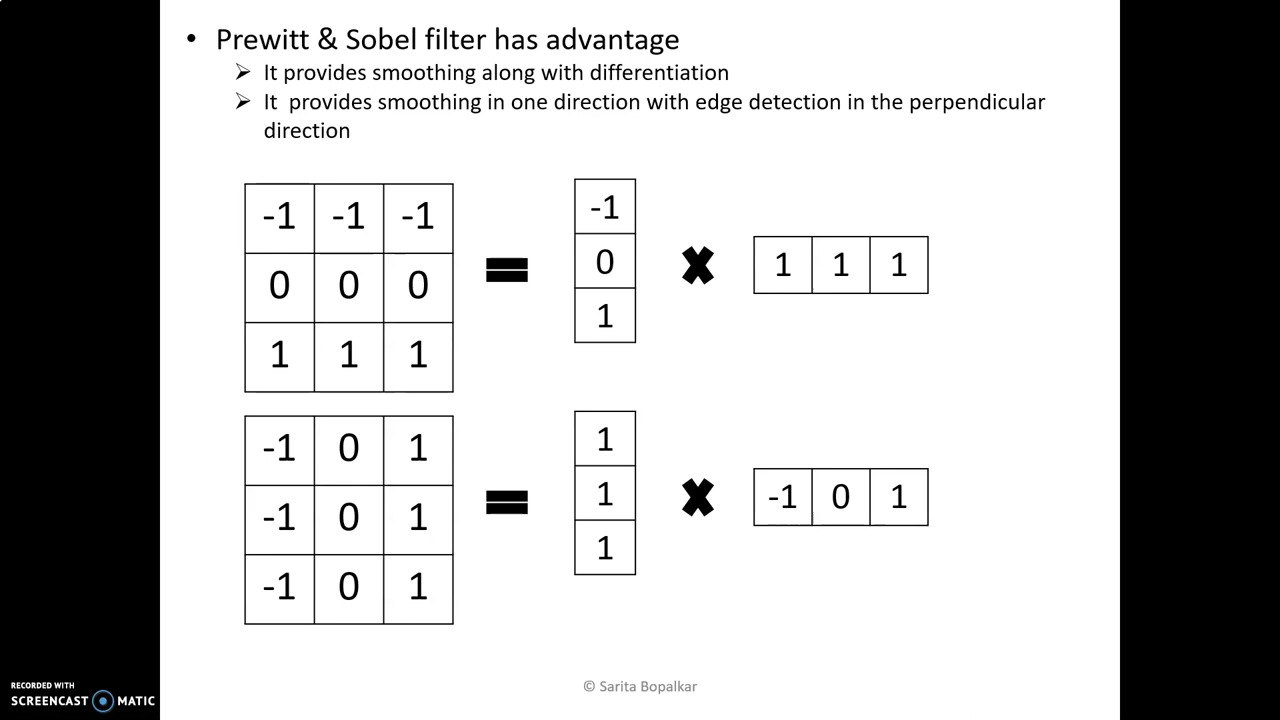 • Prewitt & Sobel filter has advantage
➢ It provides smoothing along with differentiation
➢ It provides smoothing in one direction with edge detection in the perpendicular
direction
-1 -1 -1
0 0 0
1 1 1
=
-1
0
1
✖
1 1 1
-1 0 1
-1 0 1
-1 0 1
=
1
1
1
✖
-1 0 1
© Sarita Bopalkar
RECORDED WITH
SCREENCAST MATIC